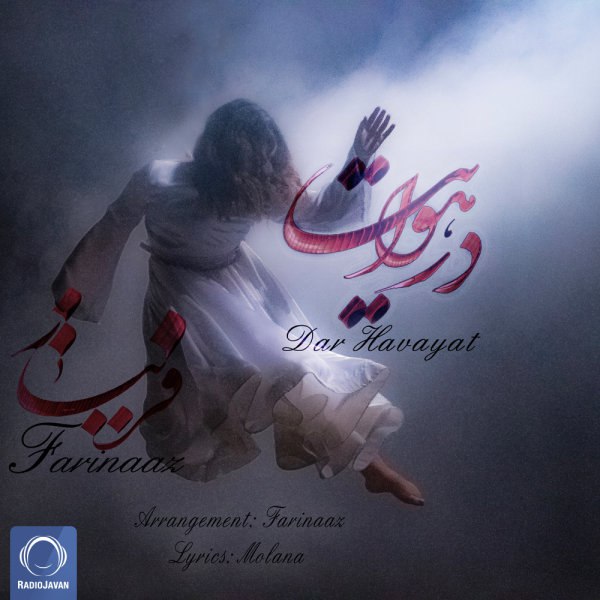 در هوایت
Dar Havayat
فریناز
Farinaaz
Arrangement: Farinaaz
Lyrics: Molana
RADIOJAVAN